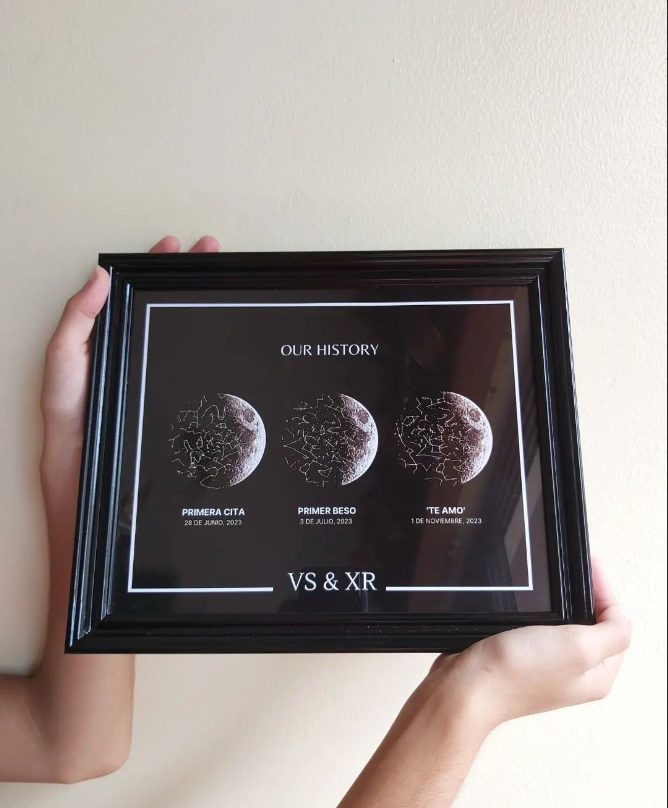 OUR HISTORY
PRIMERA CITA
28 DE JUNIO, 2023
PRIMER BESO
3 DE JULIO, 2023
'TE AMO'
1 DE NOVIEMBRE, 2023
VS & XR